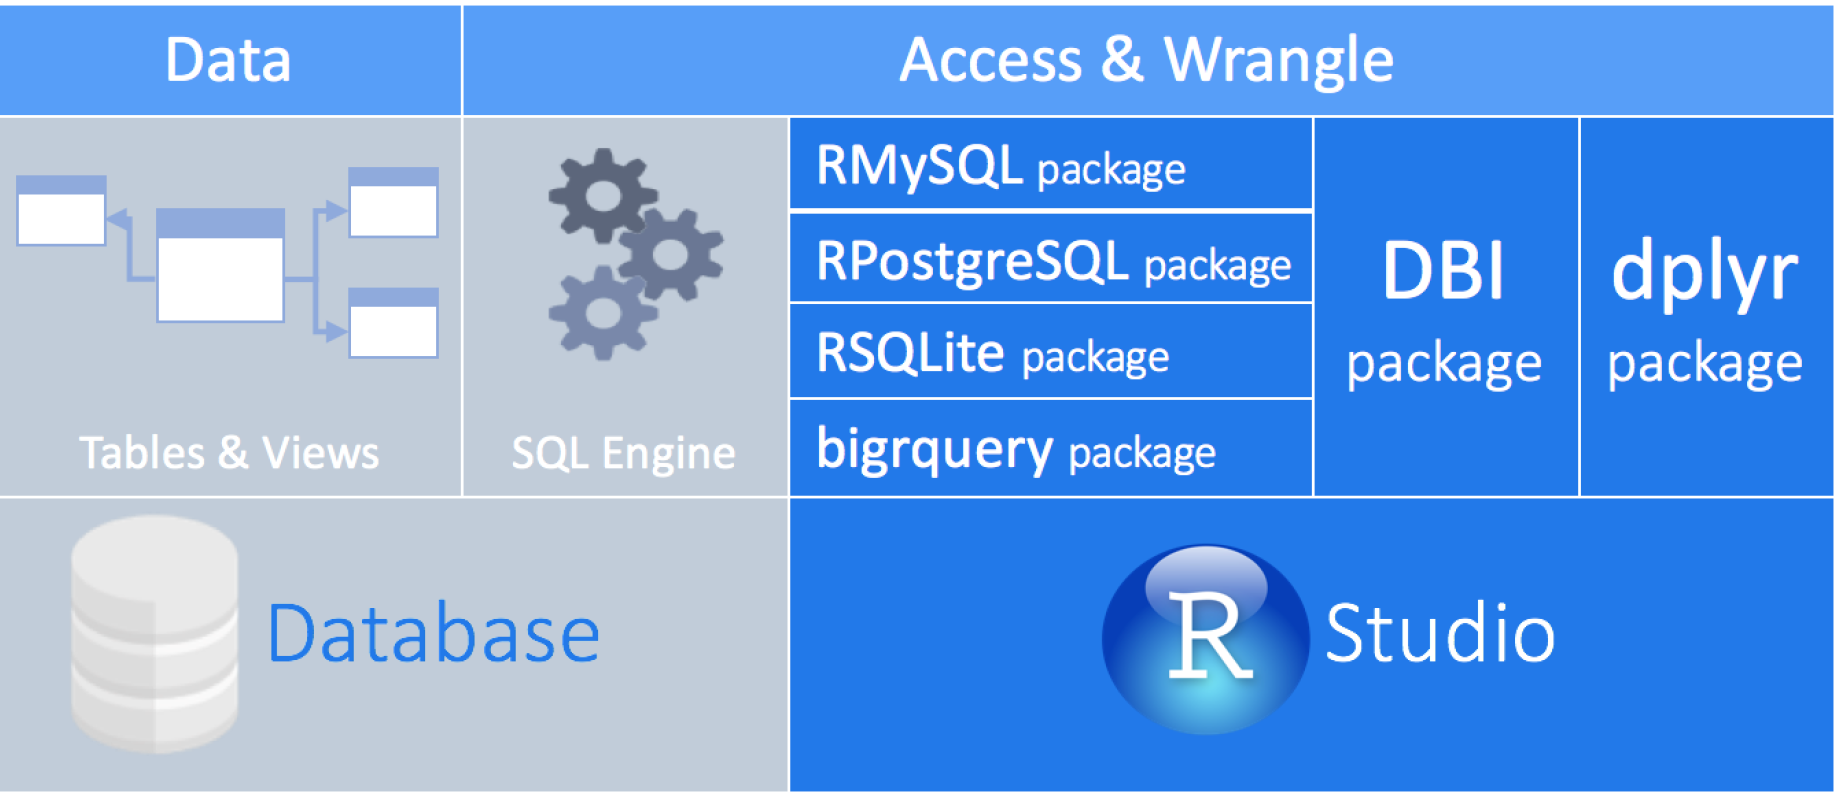 Data
Access & Wrangle
Tables & Views
SQL Engine
RMySQL package
RPostgreSQL package
RSQLite package
bigrquery package
DBI
package
dplyr
package
Database
R Studio